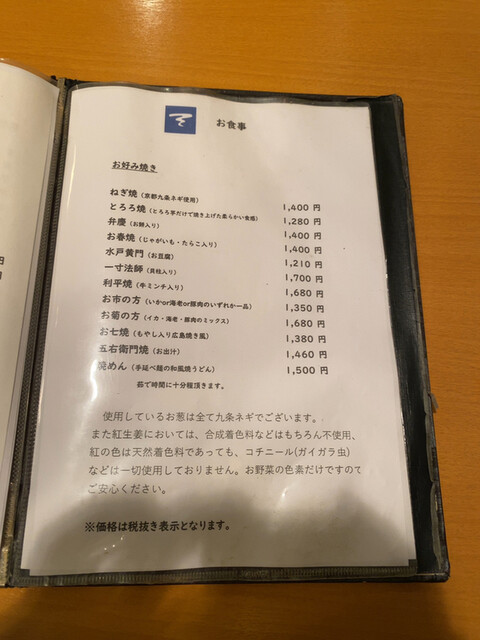 お食事
お好み焼き
ねぎ焼（京都九条ネギ使用） 1,400 円
とろろ焼（とろろ芋だけで焼き上げた柔らかい食感） 1,280 円
弁慶（お餅入り） 1,400 円
お春焼（じゃがいも・たらこ入り） 1,400 円
水戸黄門（お豆腐） 1,210 円
一寸法師（貝柱入り） 1,700 円
利平焼（牛ミンチ入り） 1,680 円
お市の方（いかor海老or豚肉のいずれか一品） 1,350 円
お菊の方（イカ・海老・豚肉のミックス） 1,680 円
お七焼（もやし入り広島焼き風） 1,380 円
五右衛門焼（お出汁） 1,460 円
焼めん（手延べ麺の和風焼うどん） 1,500 円
茹で時間に十分程頂きます。
使用しているお葱は全て九条ネギでございます。
また紅生姜においては、合成着色料などはもちろん不使用、
紅の色は天然着色料であっても、コチニール(ガイガラ虫)
などは一切使用しておりません。お野菜の色素だけですので
ご安心ください。
※価格は税抜き表示となります。
円
円